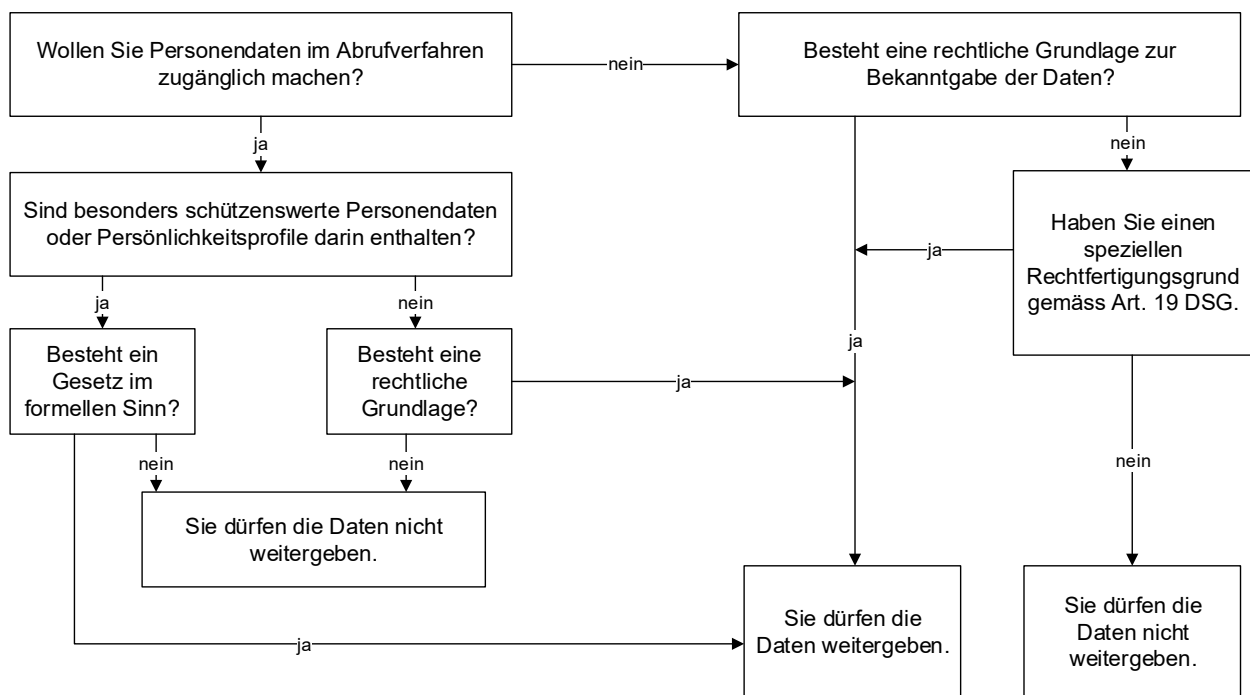 Wollen Sie Personendaten im Abrufverfahren
zugänglich machen?
nein
Besteht eine rechtliche Grundlage zur
Bekanntgabe der Daten?
ja
nein
Sind besonders schützenswerte Personendaten
oder Persönlichkeitsprofile darin enthalten?
Haben Sie einen
speziellen
Rechtfertigungsgrund
gemäss Art. 19 DSG.
ja
ja
nein
ja
Besteht ein
Gesetz im
formellen Sinn?
Besteht eine
rechtliche
Grundlage?
ja
nein
nein
nein
Sie dürfen die Daten nicht
weitergeben.
ja
Sie dürfen die
Daten weitergeben.
Sie dürfen die
Daten nicht
weitergeben.